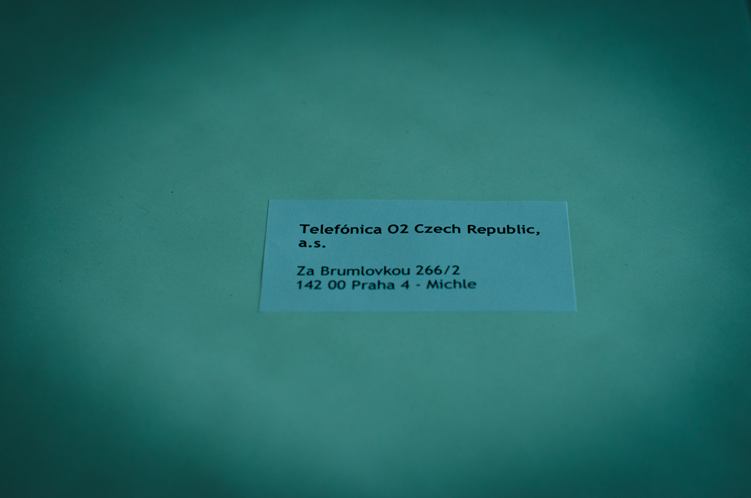 Telefónica O2 Czech Republic,
a.s.
Za Brumlovkou 266/2
142 00 Praha 4 - Michle